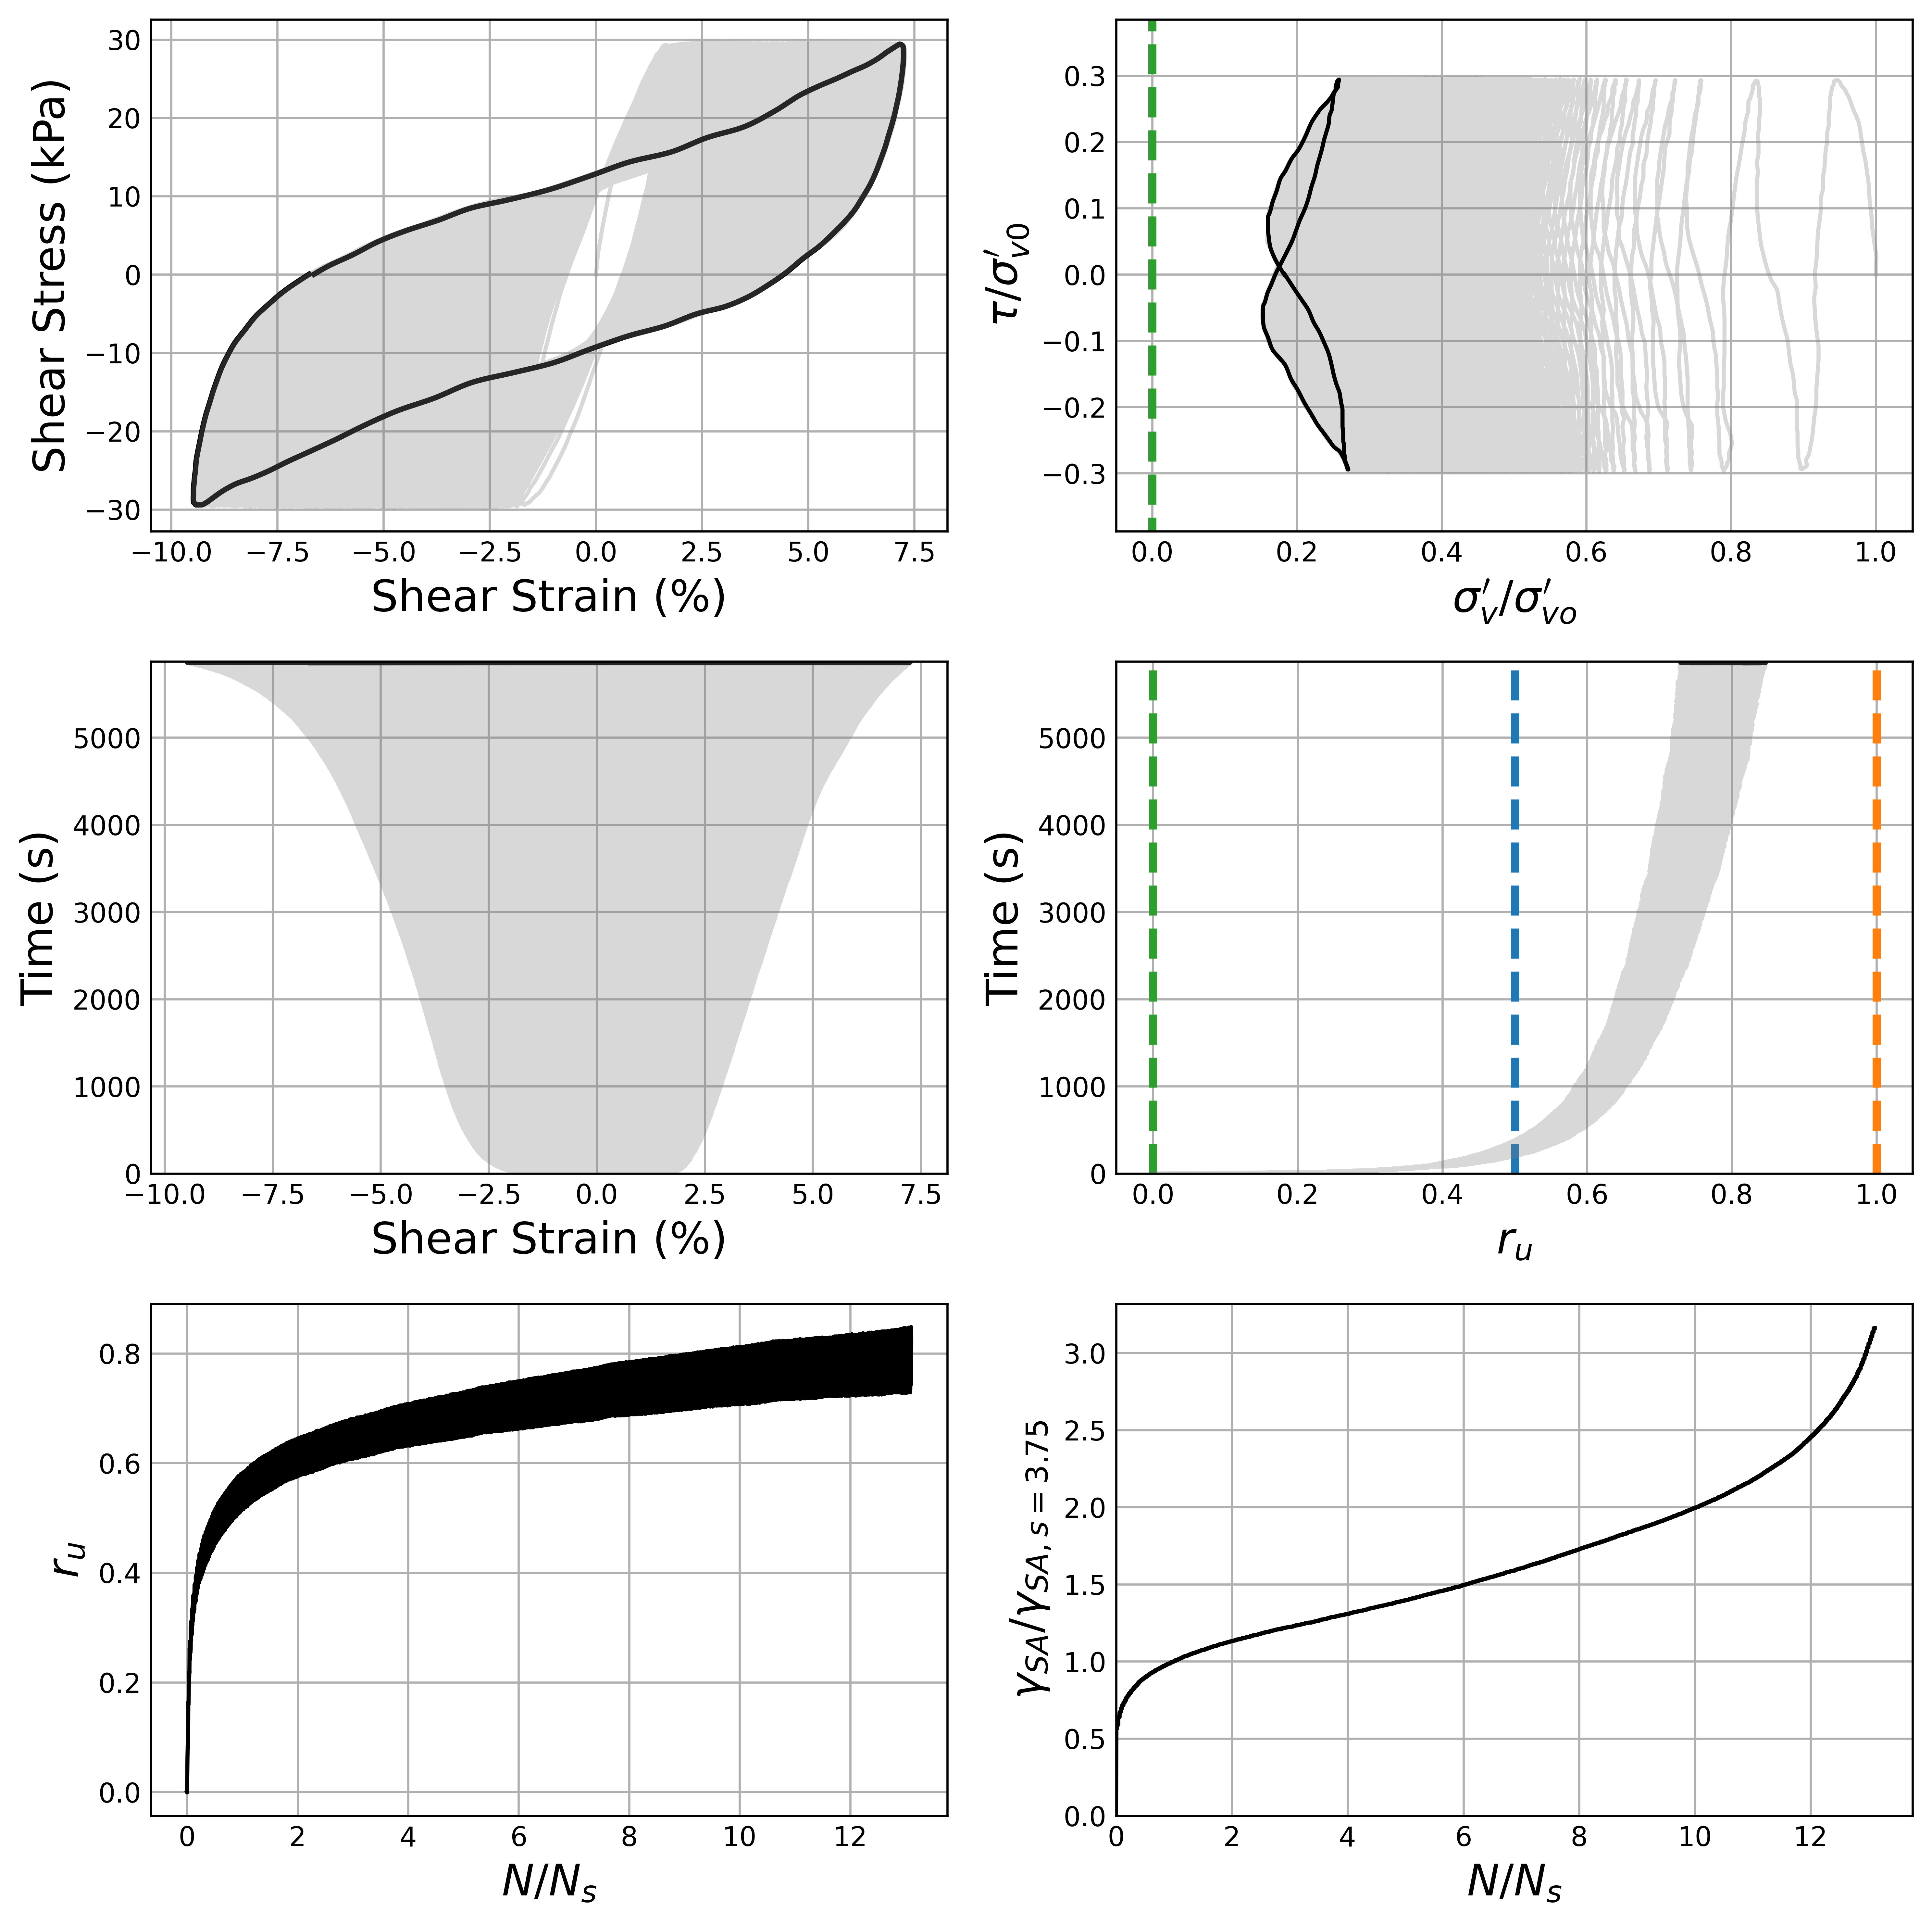 30
20
10
0
−10
−20
−30
Shear Stress (kPa)
−10.0 −7.5 −5.0 −2.5 0.0 2.5 5.0 7.5
Shear Strain (%)
0.3
0.2
0.1
0.0
−0.1
−0.2
−0.3
τ/σ′v0
0.0 0.2 0.4 0.6 0.8 1.0
σ′v/σ′vo
5000
4000
3000
2000
1000
0
Time (s)
−10.0 −7.5 −5.0 −2.5 0.0 2.5 5.0 7.5
Shear Strain (%)
5000
4000
3000
2000
1000
0
Time (s)
0.0 0.2 0.4 0.6 0.8 1.0
ru
0.8
0.6
0.4
0.2
0.0
ru
0 2 4 6 8 10 12
N/Ns
3.0
2.5
2.0
1.5
1.0
0.5
0.0
γSA/γSA, s = 3.75
0 2 4 6 8 10 12
N/Ns